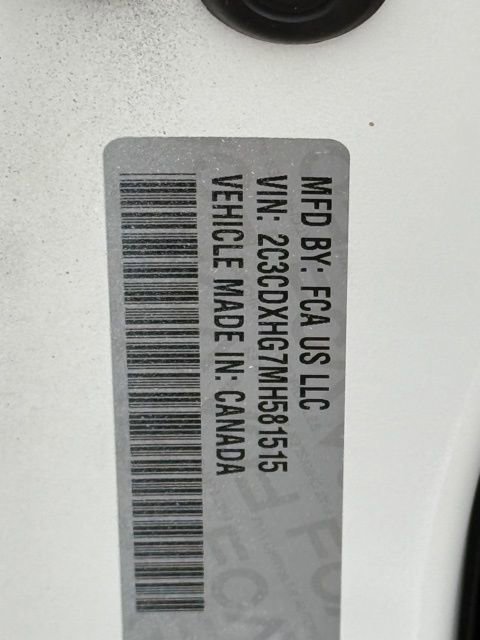 MFD BY: FCA US LLC
VIN: 2C3CDXHG7MH581515
VEHICLE MADE IN: CANADA